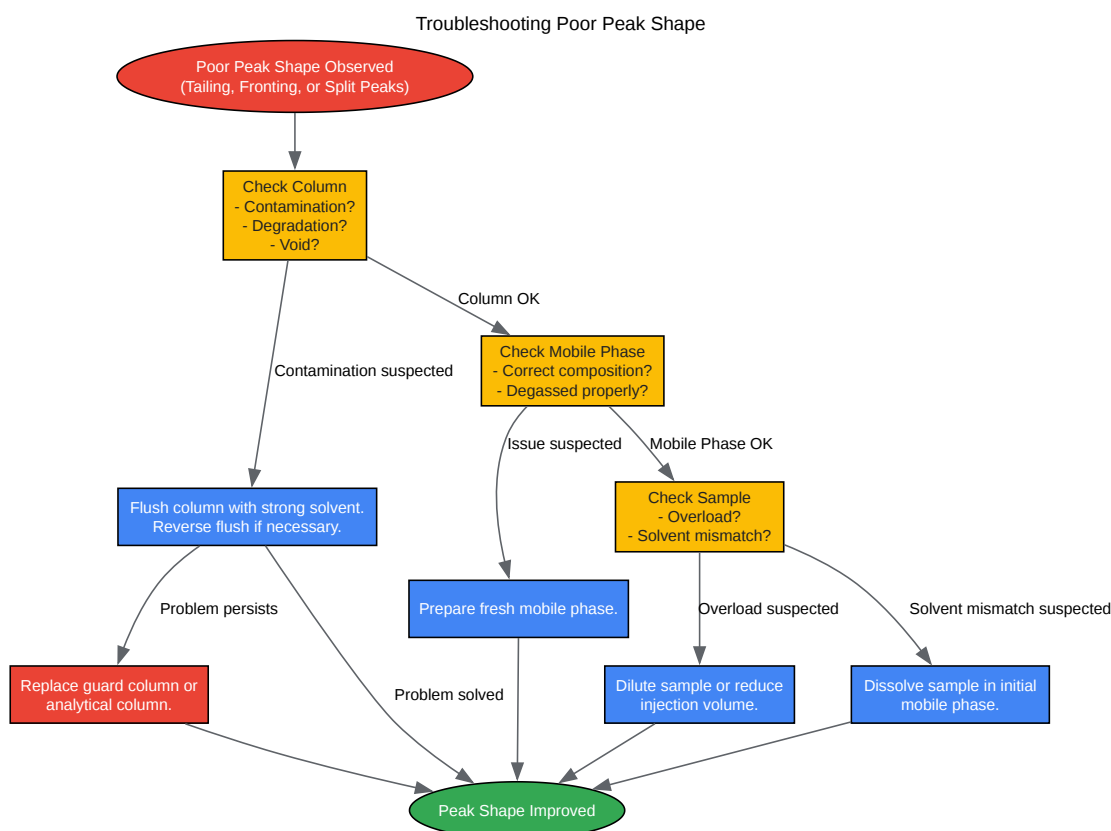 Troubleshooting Poor Peak Shape
Poor Peak Shape Observed
(Tailing, Fronting, or Split Peaks)
Check Column
- Contamination?
- Degradation?
- Void?
Column OK
Check Mobile Phase
- Correct composition?
- Degassed properly?
Contamination suspected
Issue suspected
Mobile Phase OK
Check Sample
- Overload?
- Solvent mismatch?
Flush column with strong solvent.
Reverse flush if necessary.
Prepare fresh mobile phase.
Problem persists
Overload suspected
Solvent mismatch suspected
Replace guard column or
analytical column.
Problem solved
Dilute sample or reduce
injection volume.
Dissolve sample in initial
mobile phase.
Peak Shape Improved